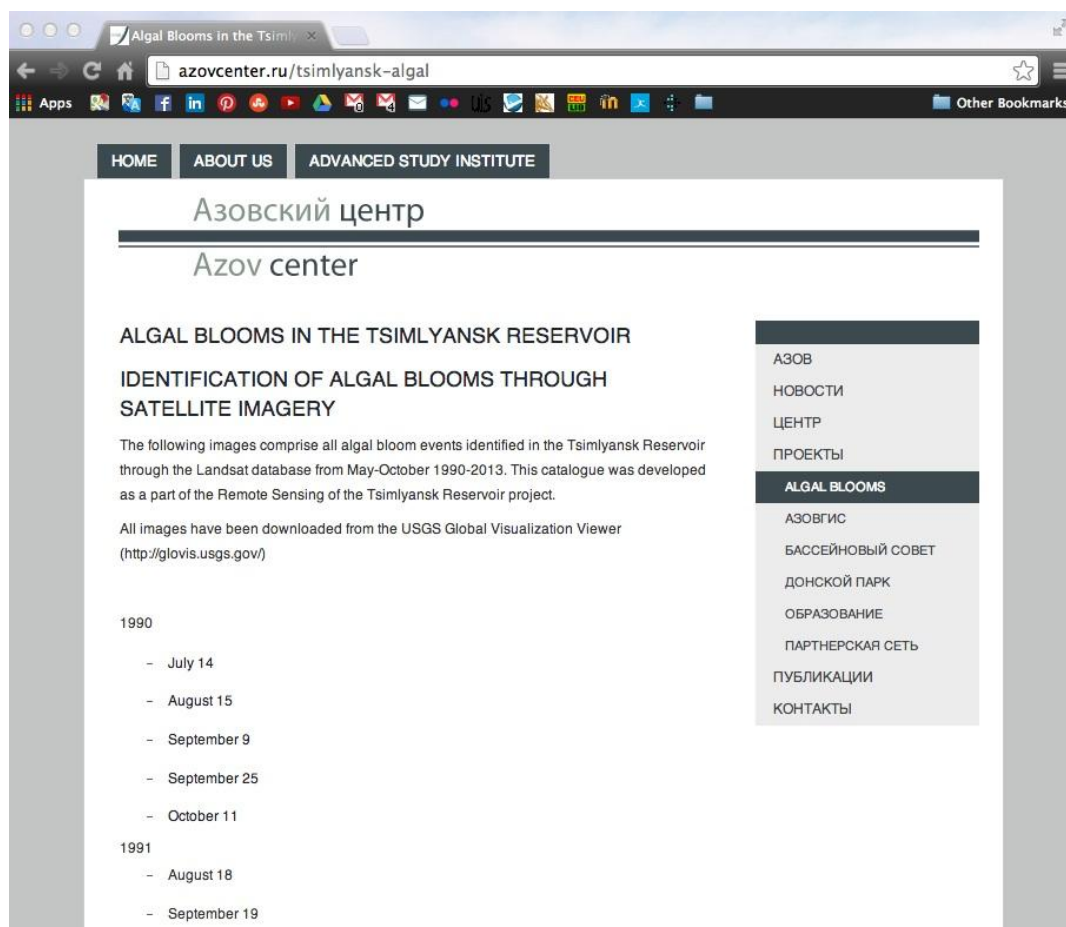 Algal Blooms in the Tsimly
azovcenter.ru/tsimlyansk-algal
Apps
Other Bookmarks
HOME ABOUT US ADVANCED STUDY INSTITUTE
Азовский центр
Azov center
ALGAL BLOOMS IN THE TSIMLYANSK RESERVOIR
IDENTIFICATION OF ALGAL BLOOMS THROUGH
SATELLITE IMAGERY
The following images comprise all algal bloom events identified in the Tsimlyansk Reservoir
through the Landsat database from May-October 1990-2013. This catalogue was developed
as a part of the Remote Sensing of the Tsimlyansk Reservoir project.
All images have been downloaded from the USGS Global Visualization Viewer
(http://glovis.usgs.gov/)
1990
– July 14
– August 15
– September 9
– September 25
– October 11
1991
– August 18
– September 19
АЗОВ
НОВОСТИ
ЦЕНТР
ПРОЕКТЫ
ALGAL BLOOMS
АЗОВГИС
БАССЕЙНОВЫЙ СОВЕТ
ДОНСКОЙ ПАРК
ОБРАЗОВАНИЕ
ПАРТНЕРСКАЯ СЕТЬ
ПУБЛИКАЦИИ
КОНТАКТЫ